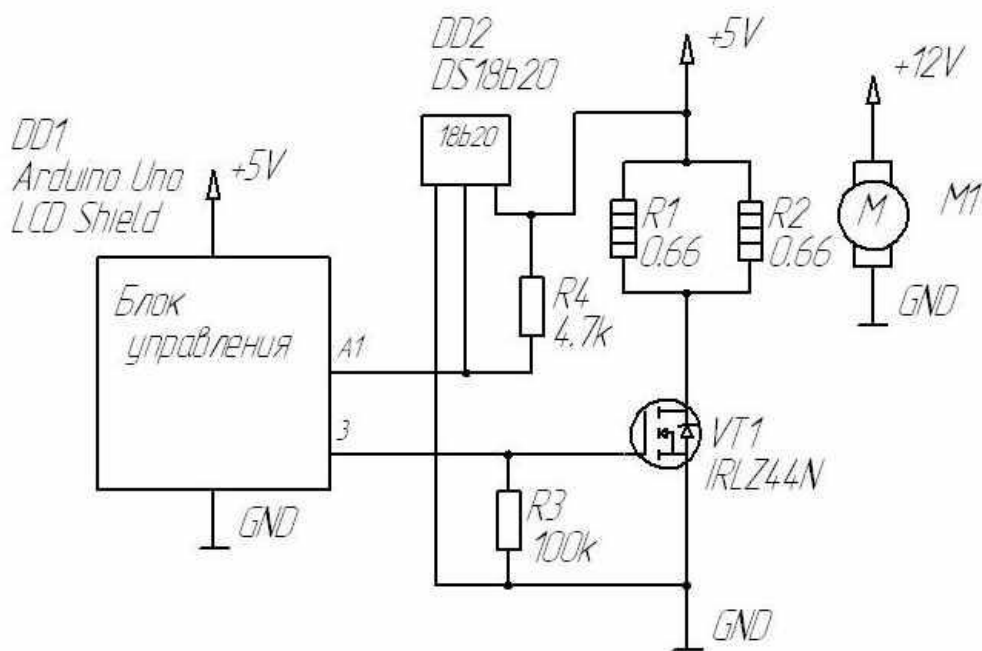 DD1
Arduino Uno
LCD Shield
+5V
Блок
управления
A1
3
GND
DD2
DS18b20
18b20
R4
4.7k
R3
100k
+5V
R1
0.66
R2
0.66
VT1
IRLZ44N
GND
+12V
M
M1
GND